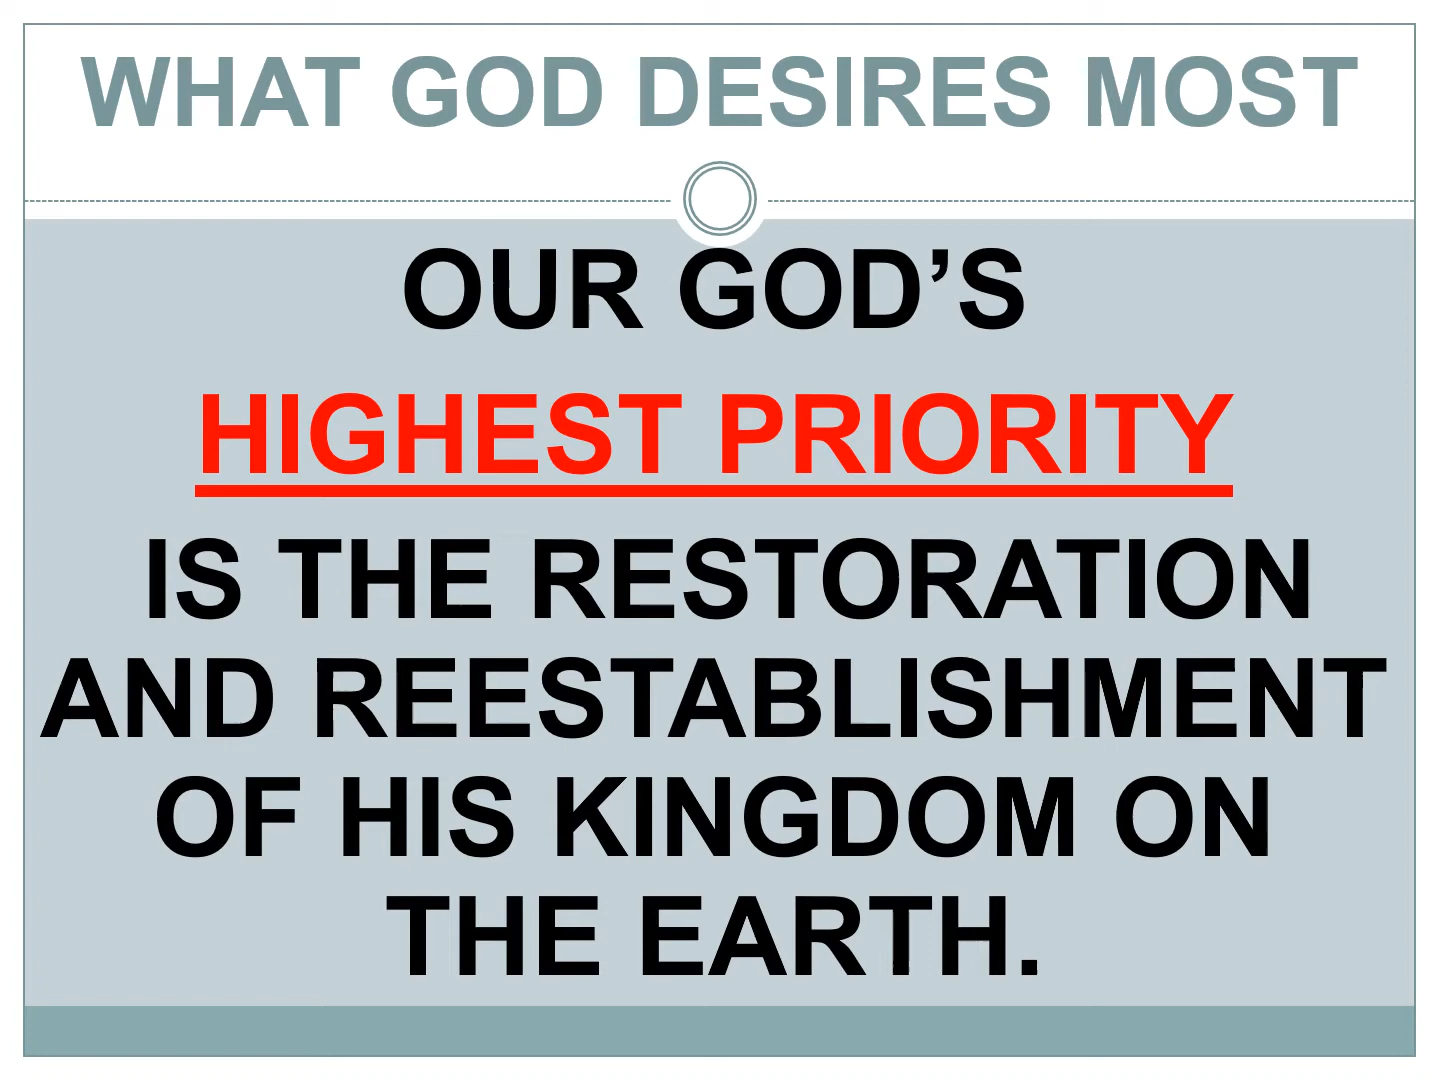 WHAT GOD DESIRES MOST
OUR GOD’S
HIGHEST PRIORITY
IS THE RESTORATION
AND REESTABLISHMENT
OF HIS KINGDOM ON
THE EARTH.